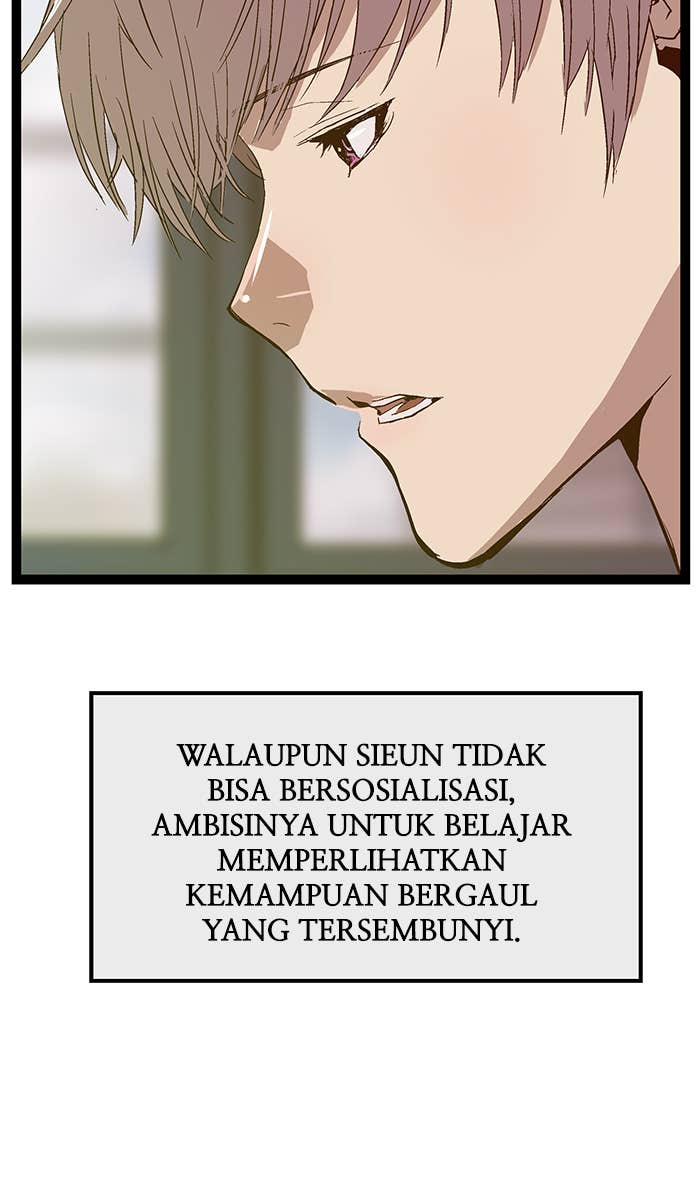 WALAUPUN SIEUN TIDAK
BISA BERSOSIALISASI,
AMBISINYA UNTUK BELAJAR
MEMPERLIHATKAN
KEMAMPUAN BERGAUL
YANG TERSEMBUNYI.